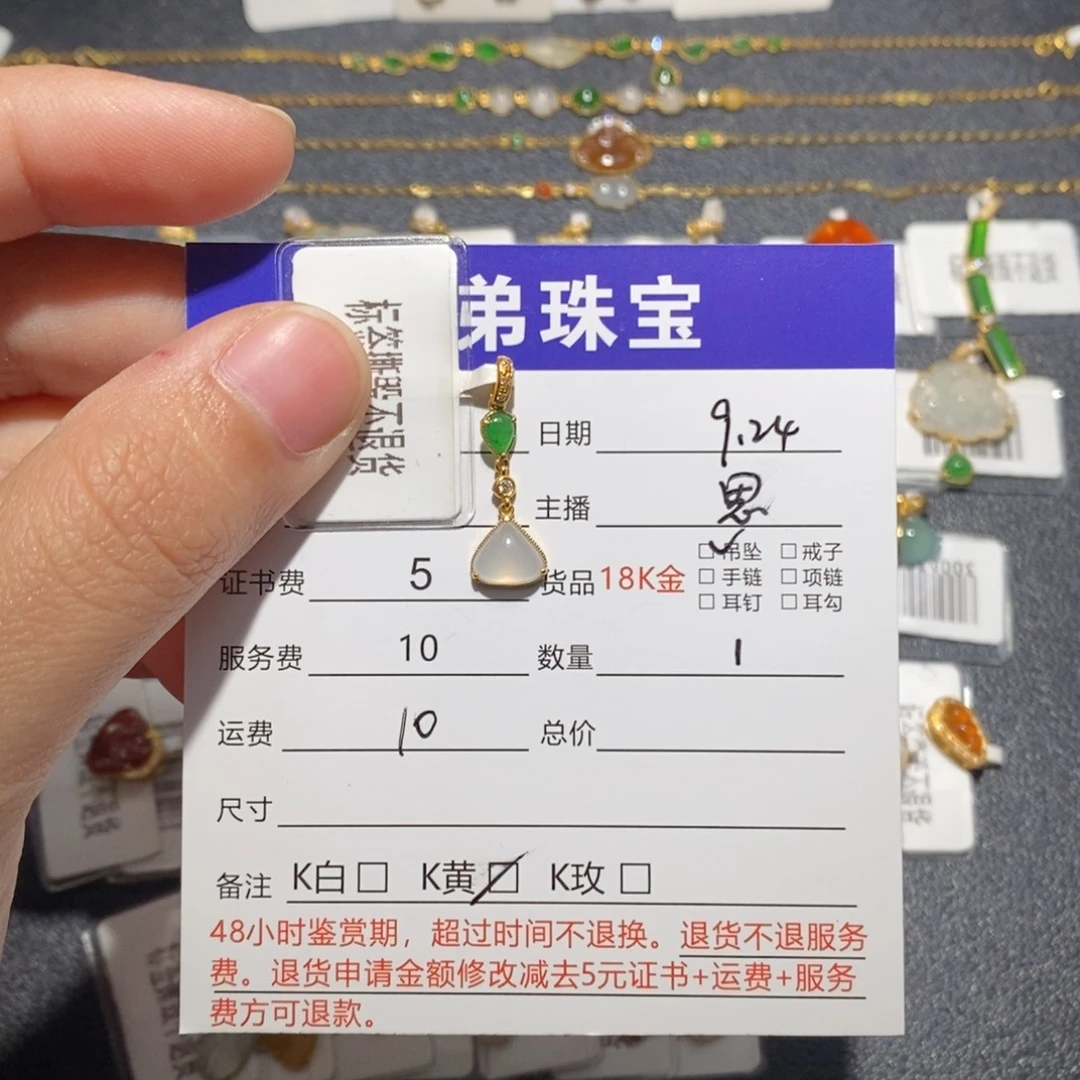 弟珠宝
标签撕毁不退货
日期 9.24
主播 思
证书费 5 货品 18K金 ☑吊坠 ☐戒子
☐手链 ☐项链
☐耳钉 ☐耳勾
服务费 10 数量 1
运费 10 总价
尺寸
备注 K白☐ K黄☑ K玫☐
48小时鉴赏期，超过时间不退换。退货不退服务
费。退货申请金额修改减去5元证书+运费+服务
费方可退款。